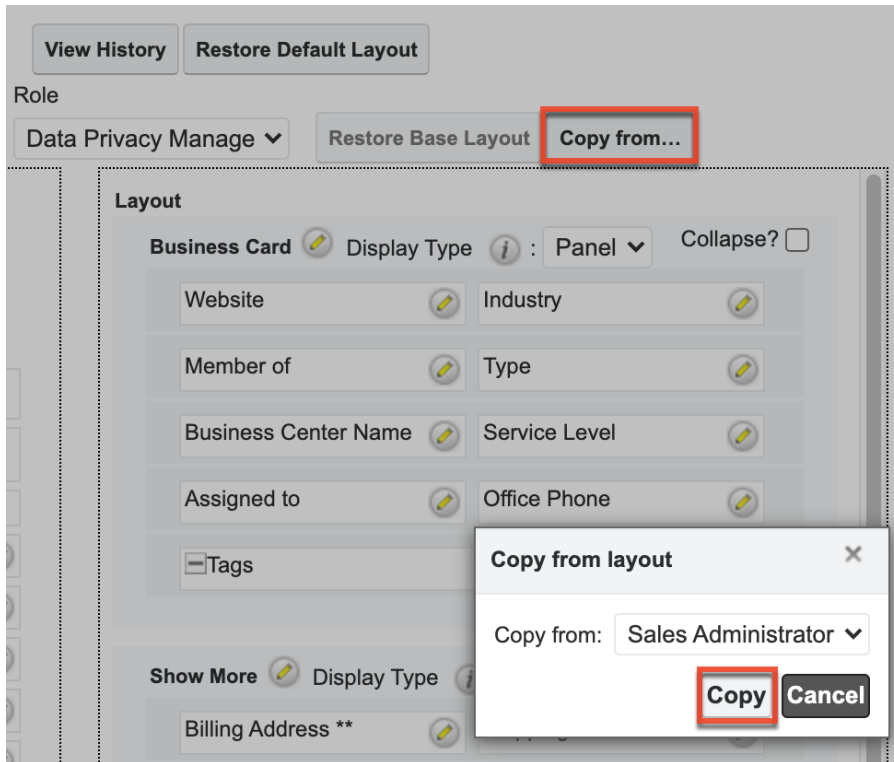 View History Restore Default Layout
Role
Data Privacy Manage Restore Base Layout Copy from...
Layout
Business Card Display Type i : Panel Collapse?
Website Industry
Member of Type
Business Center Name Service Level
Assigned to Office Phone
Tags
Copy from layout
Copy from: Sales Administrator
Copy Cancel
Show More Display Type
Billing Address **